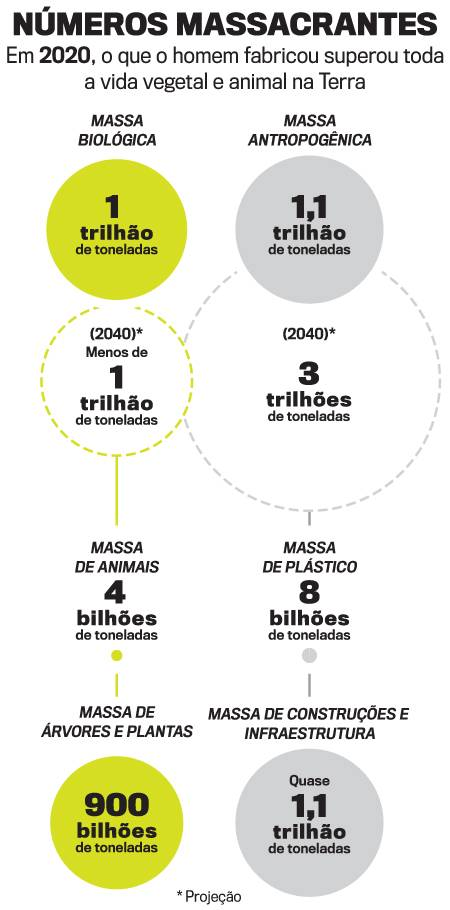 NÚMEROS MASSACRANTES
Em 2020, o que o homem fabricou superou toda
a vida vegetal e animal na Terra
MASSA
BIOLÓGICA
1
trilhão
de toneladas
MASSA
ANTROPOGÊNICA
1,1
trilhão
de toneladas
(2040)*
Menos de
1
trilhão
de toneladas
(2040)*
3
trilhões
de toneladas
MASSA
DE ANIMAIS
4
bilhões
de toneladas
MASSA
DE PLÁSTICO
8
bilhões
de toneladas
MASSA DE
ÁRVORES E PLANTAS
900
bilhões
de toneladas
MASSA DE CONSTRUÇÕES E
INFRAESTRUTURA
Quase
1,1
trilhão
de toneladas
* Projeção